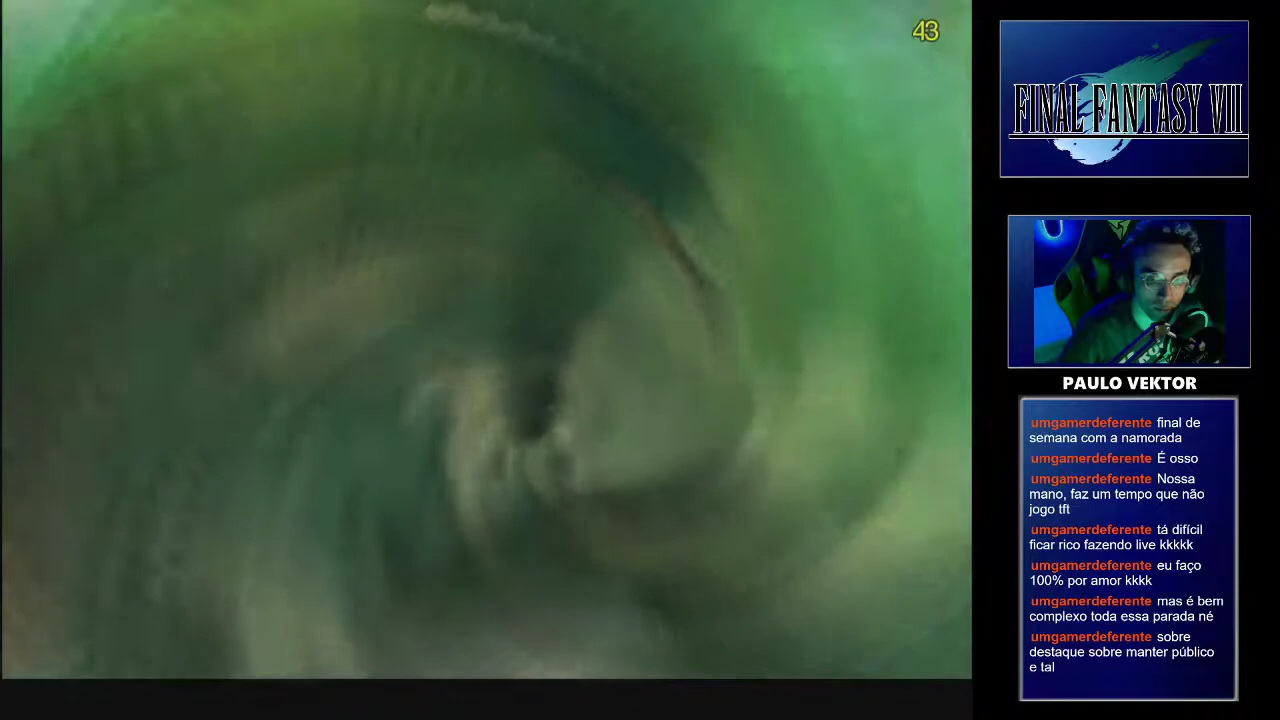 43
FINAL FANTASY VII
PAULO VEKTOR
umgamerdeferente final de
semana com a namorada
umgamerdeferente É osso
umgamerdeferente Nossa
mano, faz um tempo que não
jogo tft
umgamerdeferente tá difícil
ficar rico fazendo live kkkkk
umgamerdeferente eu faço
100% por amor kkkk
umgamerdeferente mas é bem
complexo toda essa parada né
umgamerdeferente sobre
destaque sobre manter público
e tal